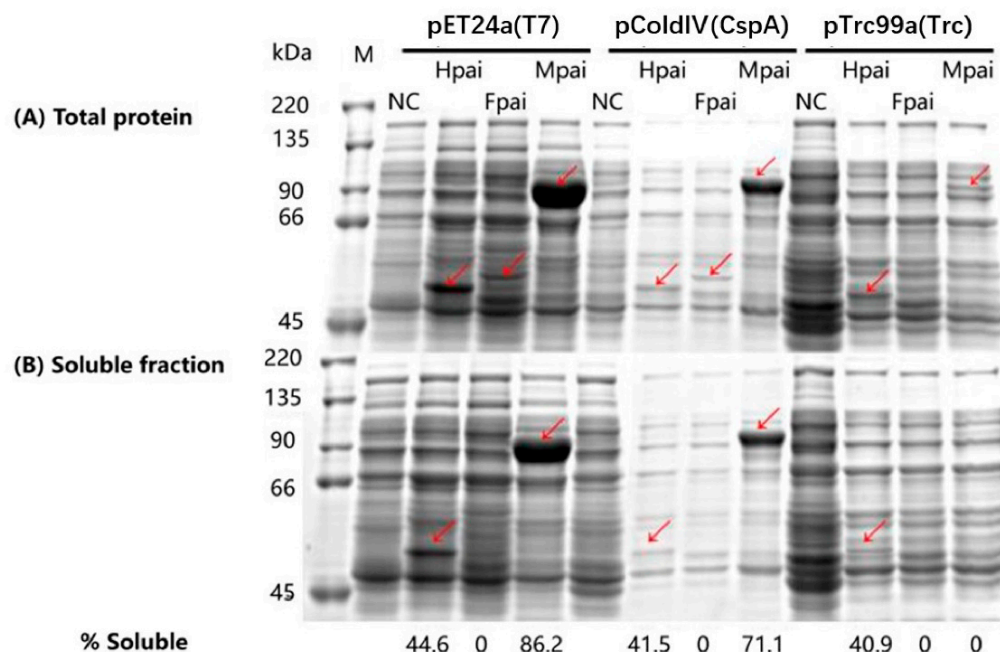 pET24a(T7) pColdIV(CspA) pTrc99a(Trc)
kDa M Hpai Mpai Hpai Mpai Hpai Mpai
NC Fpai NC Fpai NC Fpai
(A) Total protein
220
135
90
66
45
(B) Soluble fraction
220
135
90
66
45
% Soluble 44.6 0 86.2 41.5 0 71.1 40.9 0 0